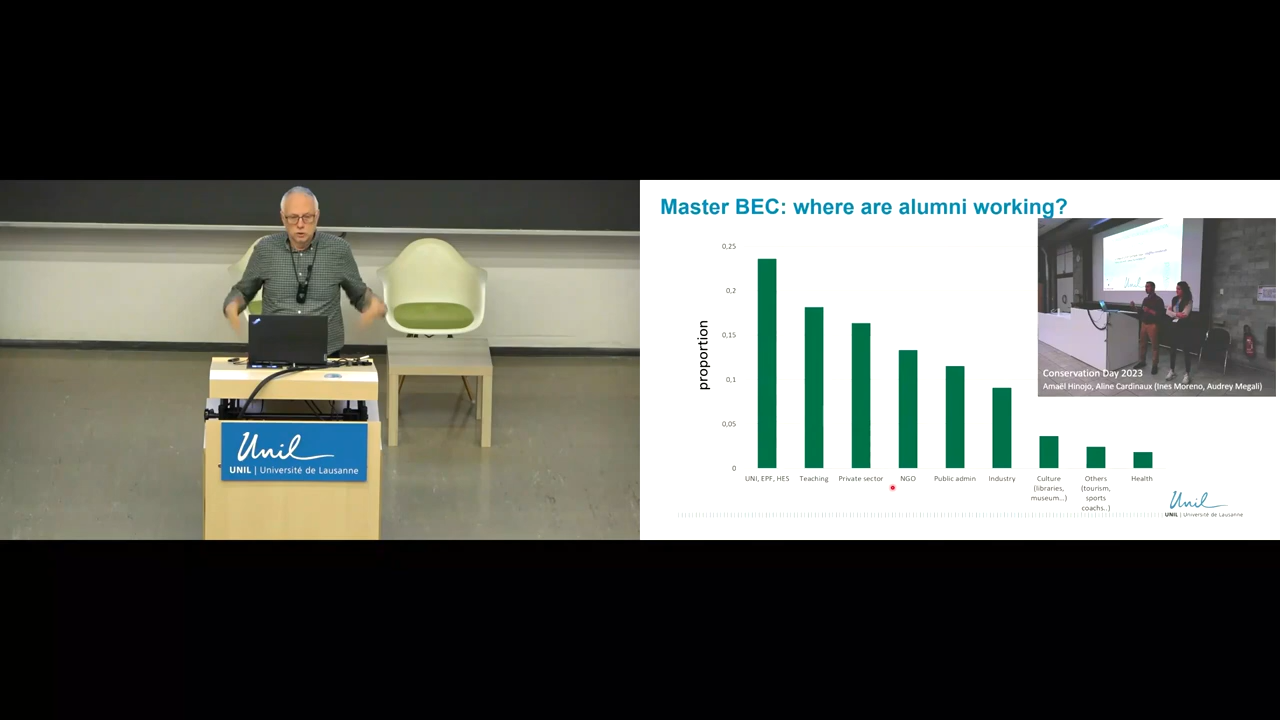 Unil
UNIL | Université de Lausanne
Master BEC: where are alumni working?
proportion
0,25
0,2
0,15
0,1
0,05
0
UNI, EPF, HES
Teaching
Private sector
NGO
Public admin
Industry
Culture
(libraries,
museum...)
Others
(tourism,
sports
coachs..)
Health
Conservation Day 2023
Amaël Hinojo, Aline Cardinaux (Ines Moreno, Audrey Megali)
Unil
UNIL | Université de Lausanne